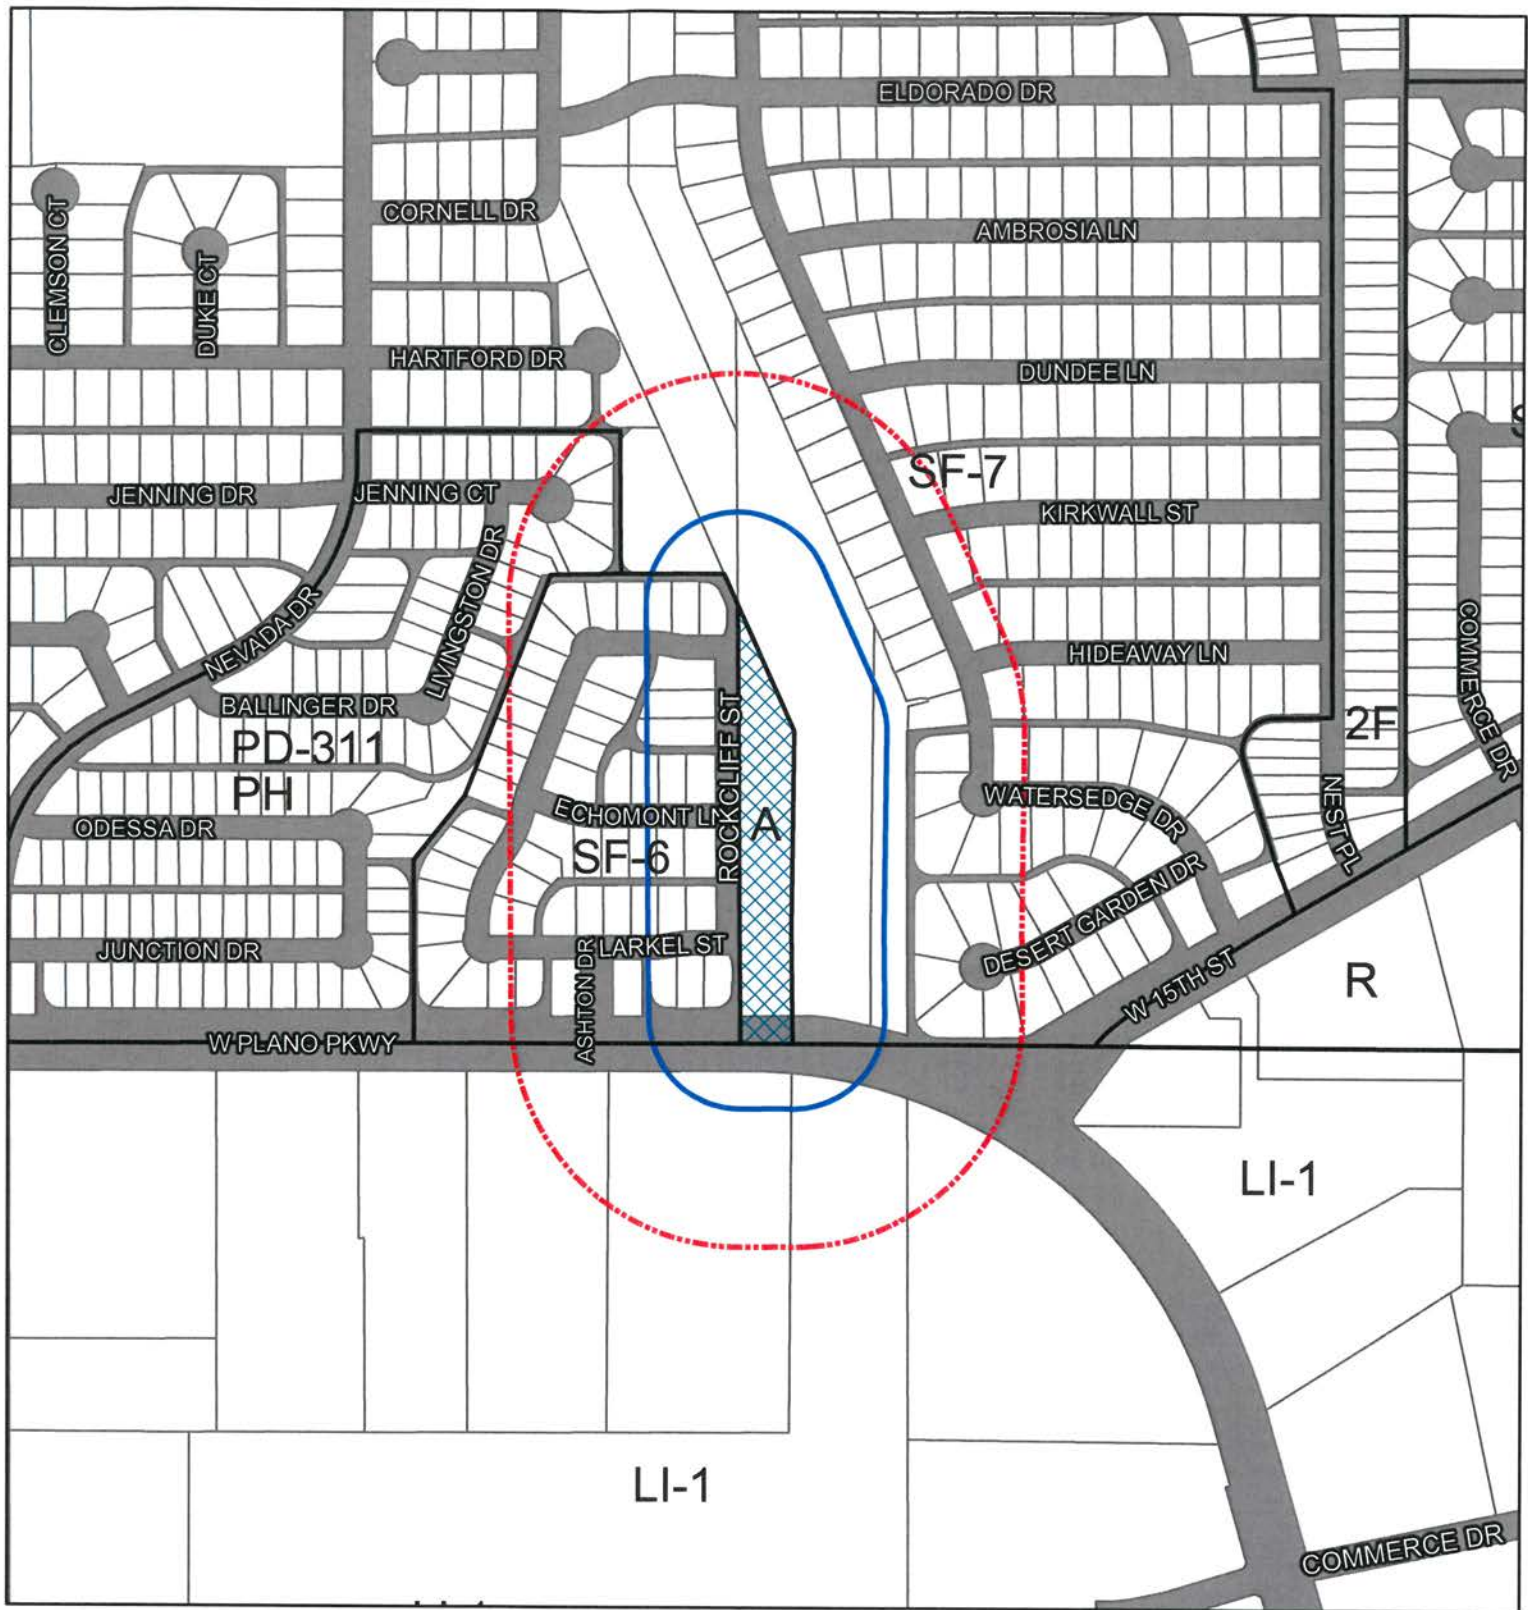 ELDORADO DR
CORNELL DR
AMBROSIA LN
CLEMSON CT
DUKE CT
HARTFORD DR
DUNDEE LN
SF-7
JENNING DR
JENNING CT
KIRKWALL ST
LIVINGSTON DR
NEVADA DR
HIDEAWAY LN
COMMERCE DR
BALLINGER DR
ROCKCLIFF ST
2F
PD-311
PH
ODESSA DR
ECHOMONT LN
A
WATERSEDGE DR
NEST PL
SF-6
DESERT GARDEN DR
JUNCTION DR
LARKEL ST
ASHTON DR
W 15TH ST
R
W PLANO PKWY
LI-1
LI-1
COMMERCE DR